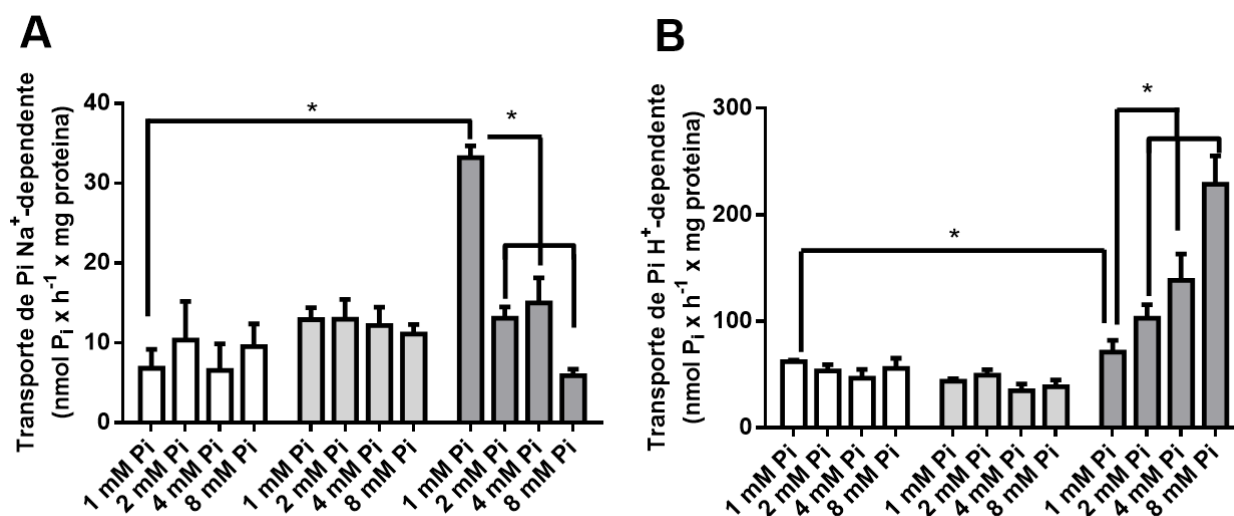 A
Transporte de Pi Na⁺-dependente
(nmol Pᵢ x h⁻¹ x mg proteina)
40
30
20
10
0
*
*
1 mM Pi
2 mM Pi
4 mM Pi
8 mM Pi
1 mM Pi
2 mM Pi
4 mM Pi
8 mM Pi
1 mM Pi
2 mM Pi
4 mM Pi
8 mM Pi
B
Transporte de Pi H⁺-dependente
(nmol Pᵢ x h⁻¹ x mg proteina)
300
200
100
0
*
*
1 mM Pi
2 mM Pi
4 mM Pi
8 mM Pi
1 mM Pi
2 mM Pi
4 mM Pi
8 mM Pi
1 mM Pi
2 mM Pi
4 mM Pi
8 mM Pi